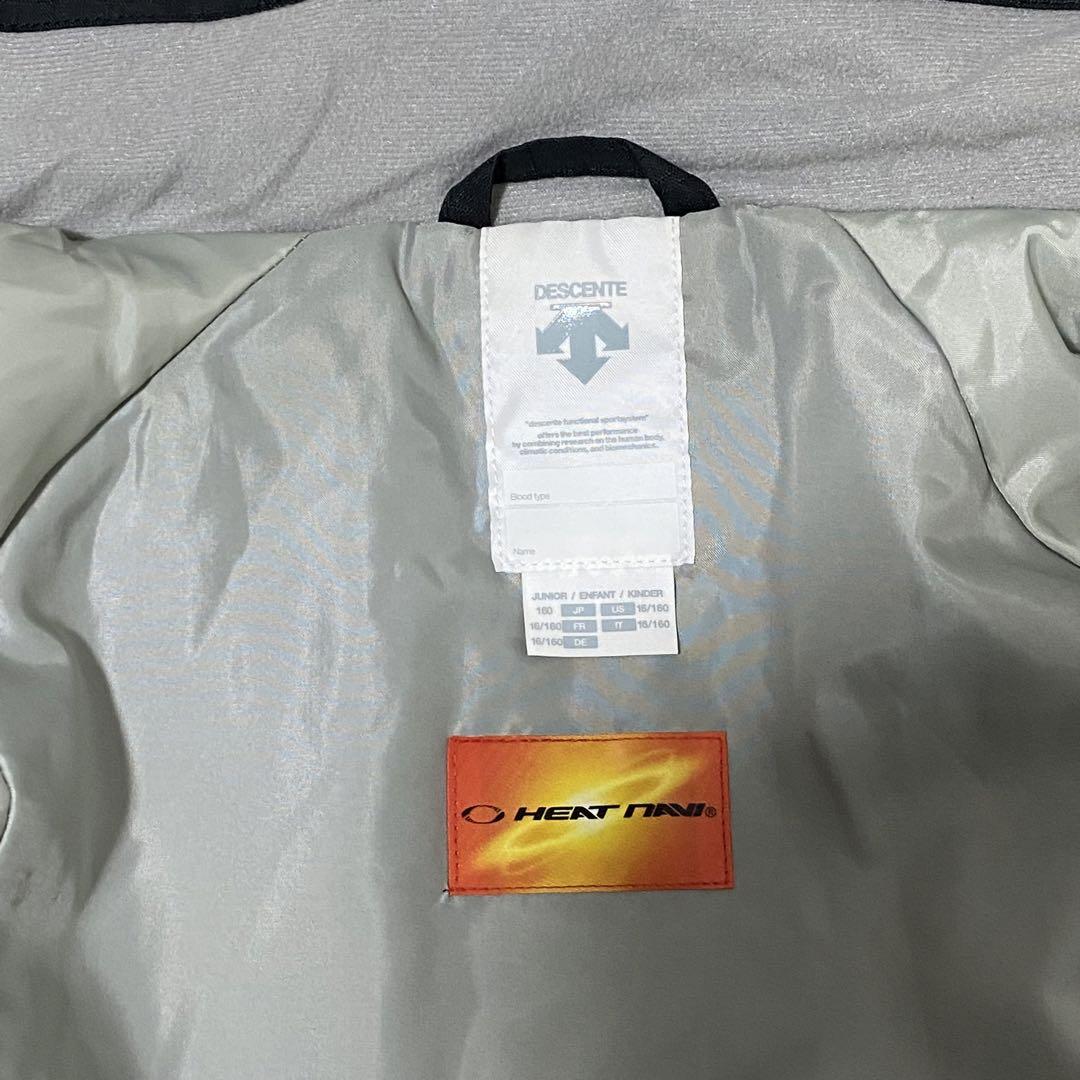 DESCENTE
"descente functional sportsystem"
offers the best performance
by combining research on the human body,
climatic conditions, and biomechanics.
Blood type
Name
JUNIOR / ENFANT / KINDER
160 JP US 16/160
16/160 FR IT 16/160
16/160 DE
HEAT NAVI®